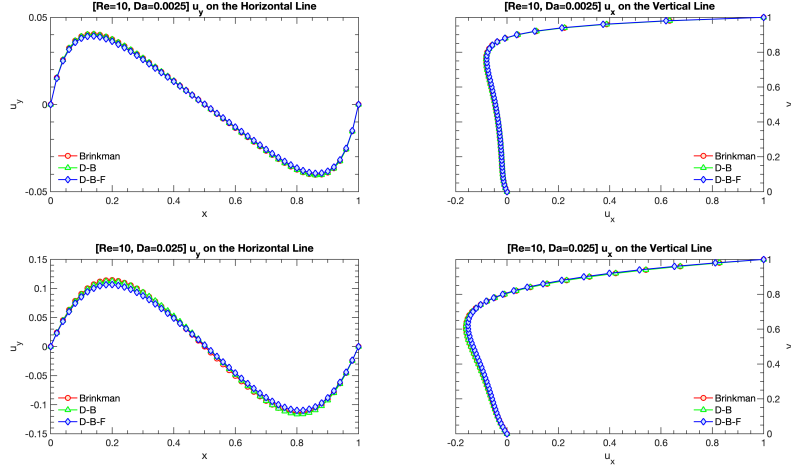 [Re=10, Da=0.0025] u_y on the Horizontal Line
0.05
0
-0.05
u_y
0 0.2 0.4 0.6 0.8 1
x
Brinkman
D-B
D-B-F
[Re=10, Da=0.0025] u_x on the Vertical Line
1
0.8
0.6
0.4
0.2
0
y
-0.2 0 0.2 0.4 0.6 0.8 1
u_x
Brinkman
D-B
D-B-F
[Re=10, Da=0.025] u_y on the Horizontal Line
0.15
0.1
0.05
0
-0.05
-0.1
-0.15
u_y
0 0.2 0.4 0.6 0.8 1
x
Brinkman
D-B
D-B-F
[Re=10, Da=0.025] u_x on the Vertical Line
1
0.8
0.6
0.4
0.2
0
y
-0.2 0 0.2 0.4 0.6 0.8 1
u_x
Brinkman
D-B
D-B-F